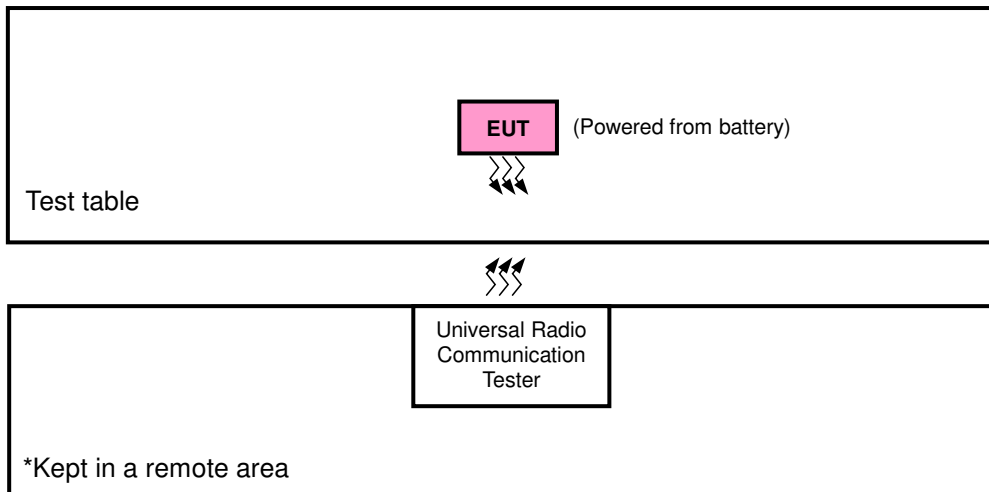 EUT
(Powered from battery)
Test table
Universal Radio
Communication
Tester
*Kept in a remote area